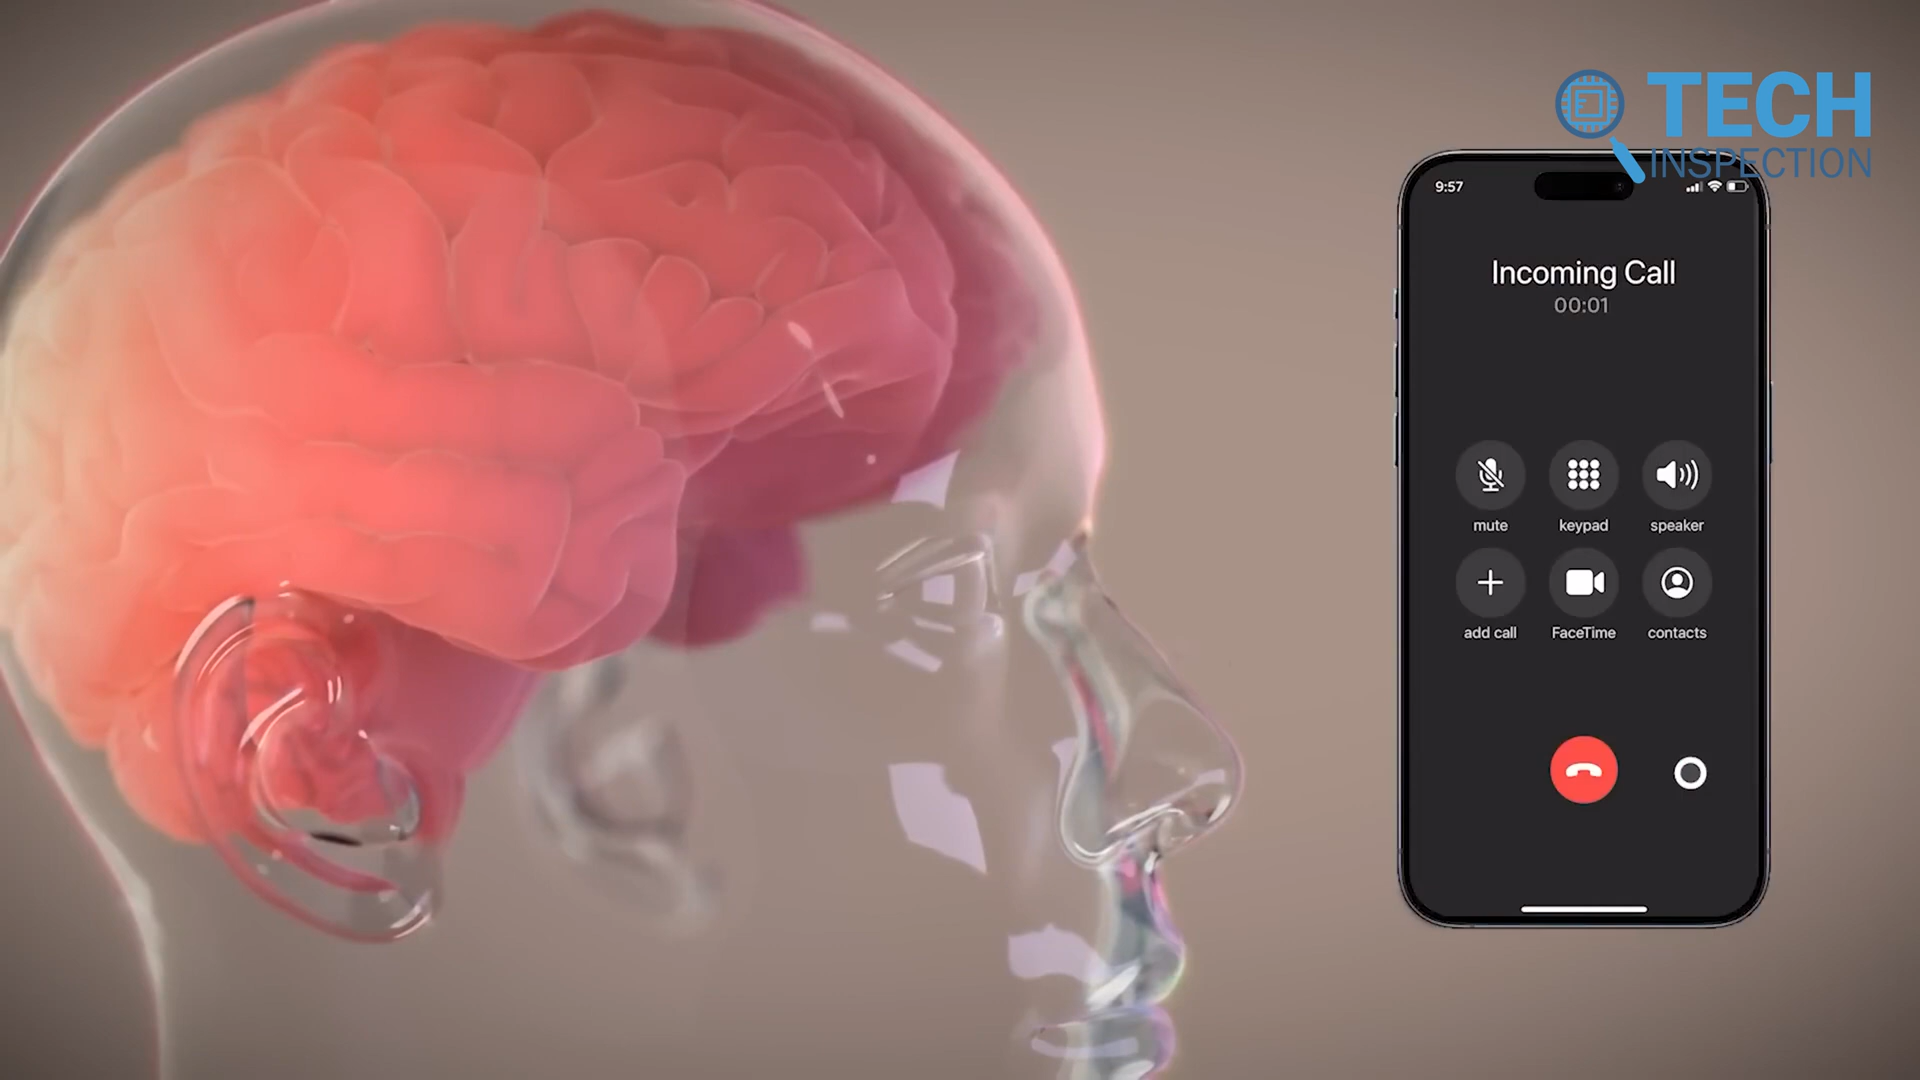 TECH
INSPECTION
9:57
Incoming Call
00:01
mute
keypad
speaker
add call
FaceTime
contacts